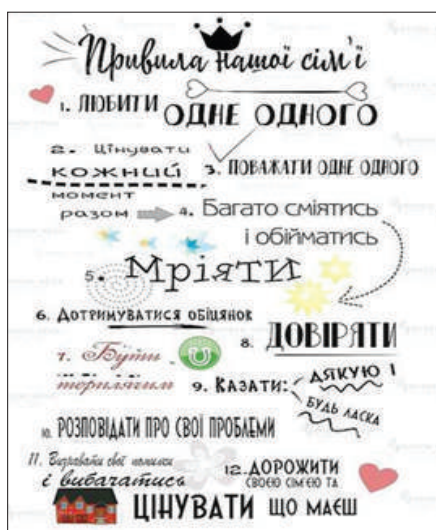 Правила нашої сім'ї
1. ЛЮБИТИ ОДНЕ ОДНОГО
2. Цінувати
кожний
момент
разом
3. ПОВАЖАТИ ОДНЕ ОДНОГО
4. Багато сміятись
і обійматись
5. Мріяти
6. ДОТРИМУВАТИСЯ ОБІЦЯНОК
7. Бути
терплячим
8. ДОВІРЯТИ
9. КАЗАТИ: ДЯКУЮ І
БУДЬ ЛАСКА
10. РОЗПОВІДАТИ ПРО СВОЇ ПРОБЛЕМИ
11. Визнавати свої помилки
і вибачатись
12. ДОРОЖИТИ
СВОЄЮ СІМ'ЄЮ ТА
ЦІНУВАТИ ЩО МАЄШ